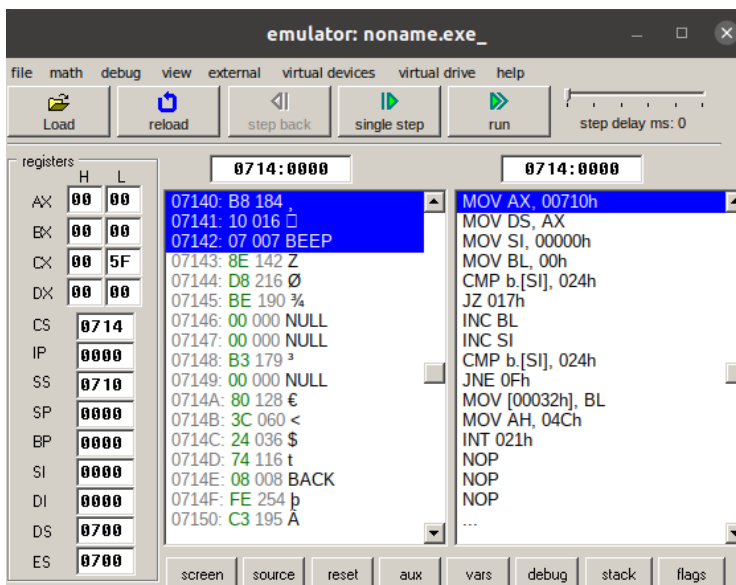 emulator: noname.exe_
file math debug view external virtual devices virtual drive help
Load reload step back single step run step delay ms: 0
registers
H L
AX 00 00
BX 00 00
CX 00 5F
DX 00 00
CS 0714
IP 0000
SS 0710
SP 0000
BP 0000
SI 0000
DI 0000
DS 0700
ES 0700
0714:0000
07140: B8 184 ¸
07141: 10 016
07142: 07 007 BEEP
07143: 8E 142 Z
07144: D8 216 Ø
07145: BE 190 ¾
07146: 00 000 NULL
07147: 00 000 NULL
07148: B3 179 ³
07149: 00 000 NULL
0714A: 80 128 €
0714B: 3C 060 <
0714C: 24 036 $
0714D: 74 116 t
0714E: 08 008 BACK
0714F: FE 254 þ
07150: C3 195 Ã
0714:0000
MOV AX, 00710h
MOV DS, AX
MOV SI, 00000h
MOV BL, 00h
CMP b.[SI], 024h
JZ 017h
INC BL
INC SI
CMP b.[SI], 024h
JNE 0Fh
MOV [00032h], BL
MOV AH, 04Ch
INT 021h
NOP
NOP
NOP
...
screen source reset aux vars debug stack flags